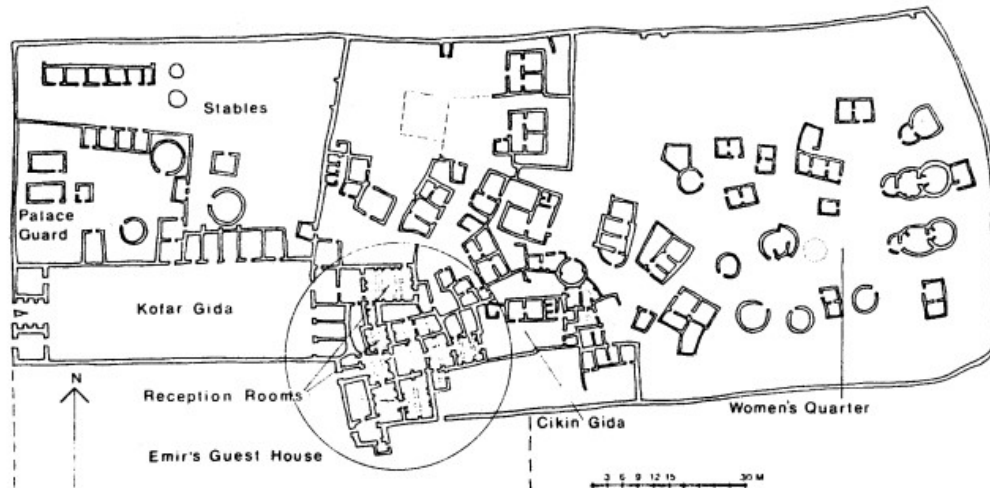 Stables
Palace
Guard
Kofar Gida
N
Reception Rooms
Cikin Gida
Women's Quarter
Emir's Guest House
3 6 9 12 15 30 M